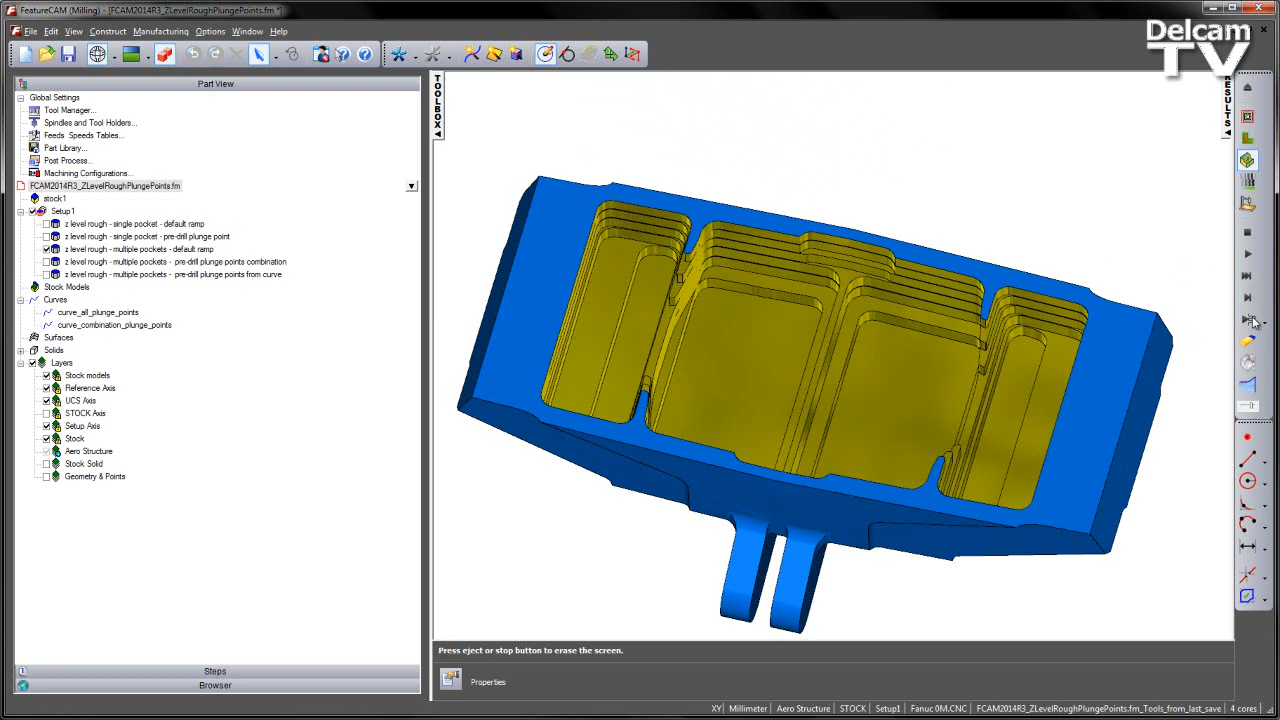 FeatureCAM (Milling) - [FCAM2014R3_ZLevelRoughPlungePoints.fm *]
File Edit View Construct Manufacturing Options Window Help
Delcam
TV
Part View
TOOLBOX
RESULTS
Global Settings
Tool Manager...
Spindles and Tool Holders...
Feeds Speeds Tables...
Part Library...
Post Process...
Machining Configurations...
FCAM2014R3_ZLevelRoughPlungePoints.fm
stock1
Setup1
z level rough - single pocket - default ramp
z level rough - single pocket - pre-drill plunge point
z level rough - multiple pockets - default ramp
z level rough - multiple pockets - pre-drill plunge points combination
z level rough - multiple pockets - pre-drill plunge points from curve
Stock Models
Curves
curve_all_plunge_points
curve_combination_plunge_points
Surfaces
Solids
Layers
Stock models
Reference Axis
UCS Axis
STOCK Axis
Setup Axis
Stock
Aero Structure
Stock Solid
Geometry & Points
Steps
Browser
Press eject or stop button to erase the screen.
Properties
XY Millimeter Aero Structure STOCK Setup1 Fanuc 0M.CNC FCAM2014R3_ZLevelRoughPlungePoints.fm_Tools_from_last_save 4 cores